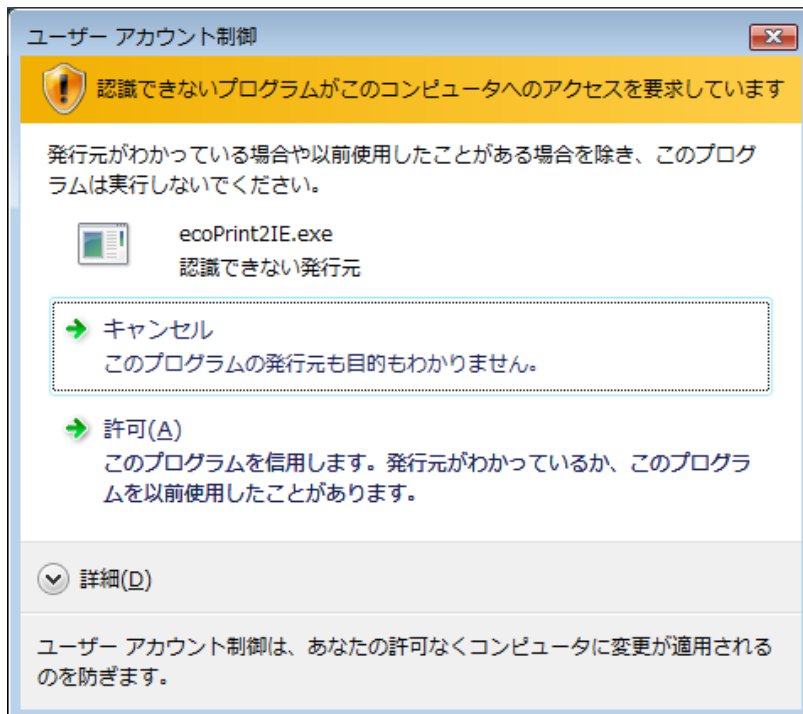 ユーザー アカウント制御
認識できないプログラムがこのコンピュータへのアクセスを要求しています
発行元がわかっている場合や以前使用したことがある場合を除き、このプログ
ラムは実行しないでください。
ecoPrint2IE.exe
認識できない発行元
キャンセル
このプログラムの発行元も目的もわかりません。
許可(A)
このプログラムを信用します。発行元がわかっているか、このプログラ
ムを以前使用したことがあります。
詳細(D)
ユーザー アカウント制御は、あなたの許可なくコンピュータに変更が適用される
のを防ぎます。